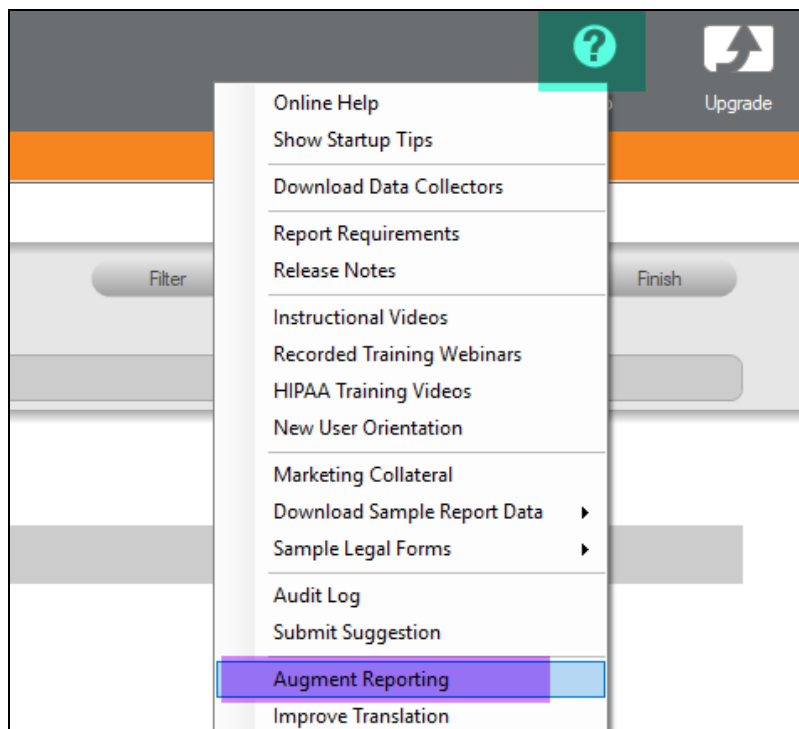 Upgrade
Online Help
Show Startup Tips
Download Data Collectors
Report Requirements
Release Notes
Filter
Finish
Instructional Videos
Recorded Training Webinars
HIPAA Training Videos
New User Orientation
Marketing Collateral
Download Sample Report Data
Sample Legal Forms
Audit Log
Submit Suggestion
Augment Reporting
Improve Translation